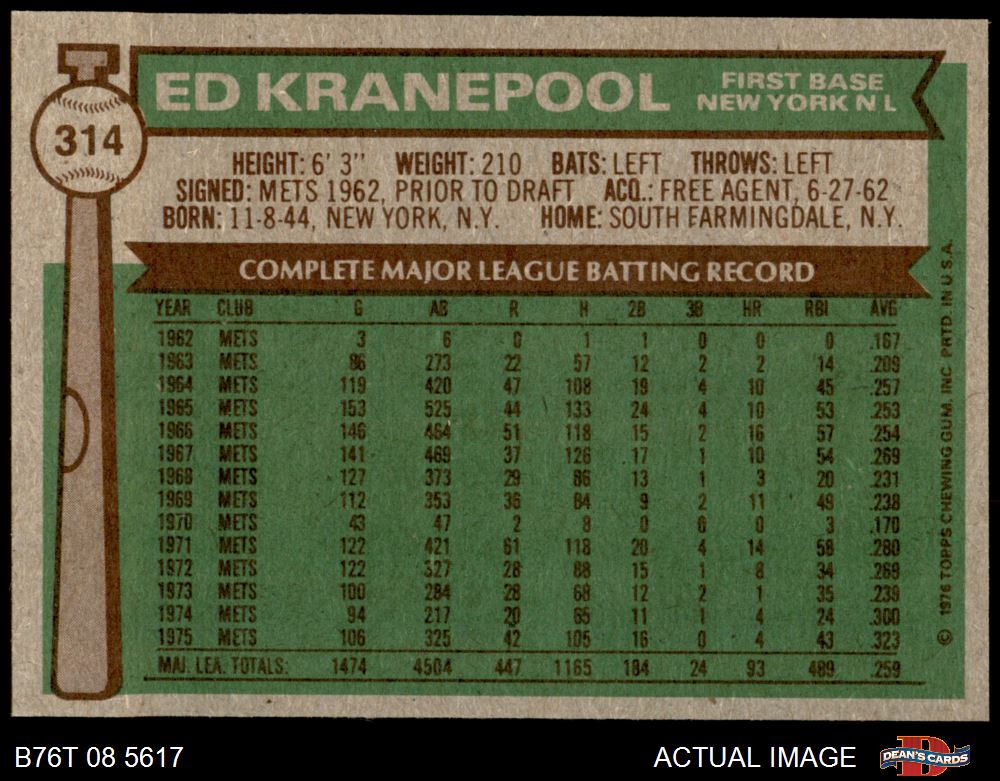 314
ED KRANEPOOL
FIRST BASE
NEW YORK N L
HEIGHT: 6' 3" WEIGHT: 210 BATS: LEFT THROWS: LEFT
SIGNED: METS 1962, PRIOR TO DRAFT ACQ.: FREE AGENT, 6-27-62
BORN: 11-8-44, NEW YORK, N.Y. HOME: SOUTH FARMINGDALE, N.Y.
COMPLETE MAJOR LEAGUE BATTING RECORD
YEAR CLUB G AB R H 2B 3B HR RBI AVG
1962 METS 3 6 0 1 1 0 0 0 .167
1963 METS 86 273 22 57 12 2 2 14 .209
1964 METS 119 420 47 108 19 4 10 45 .257
1965 METS 153 525 44 133 24 4 10 53 .253
1966 METS 146 464 51 118 15 2 16 57 .254
1967 METS 141 469 37 126 17 1 10 54 .269
1968 METS 127 373 29 86 13 1 3 20 .231
1969 METS 112 353 36 84 9 2 11 49 .238
1970 METS 43 47 2 8 0 0 0 3 .170
1971 METS 122 421 61 118 20 4 14 58 .280
1972 METS 122 327 28 88 15 1 8 34 .269
1973 METS 100 284 28 68 12 2 1 35 .239
1974 METS 94 217 20 65 11 1 4 24 .300
1975 METS 106 325 42 105 16 0 4 43 .323
MAJ. LEA. TOTALS: 1474 4504 447 1165 184 24 93 489 .259
© 1976 TOPPS CHEWING GUM, INC. PRTD. IN U.S.A.
B76T 08 5617
ACTUAL IMAGE
DEAN'S CARDS